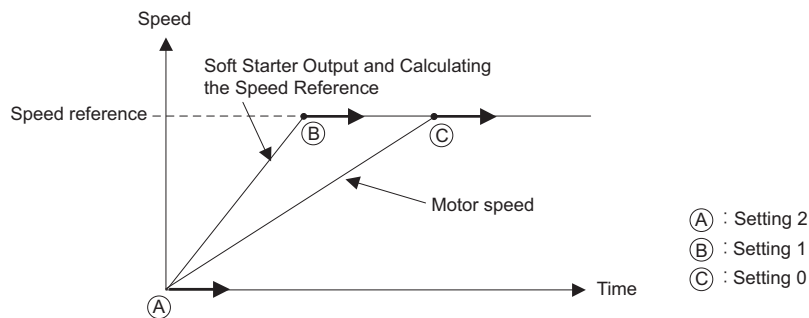 Speed
Soft Starter Output and Calculating
the Speed Reference
Speed reference
B
C
Motor speed
A
Time
A : Setting 2
B : Setting 1
C : Setting 0